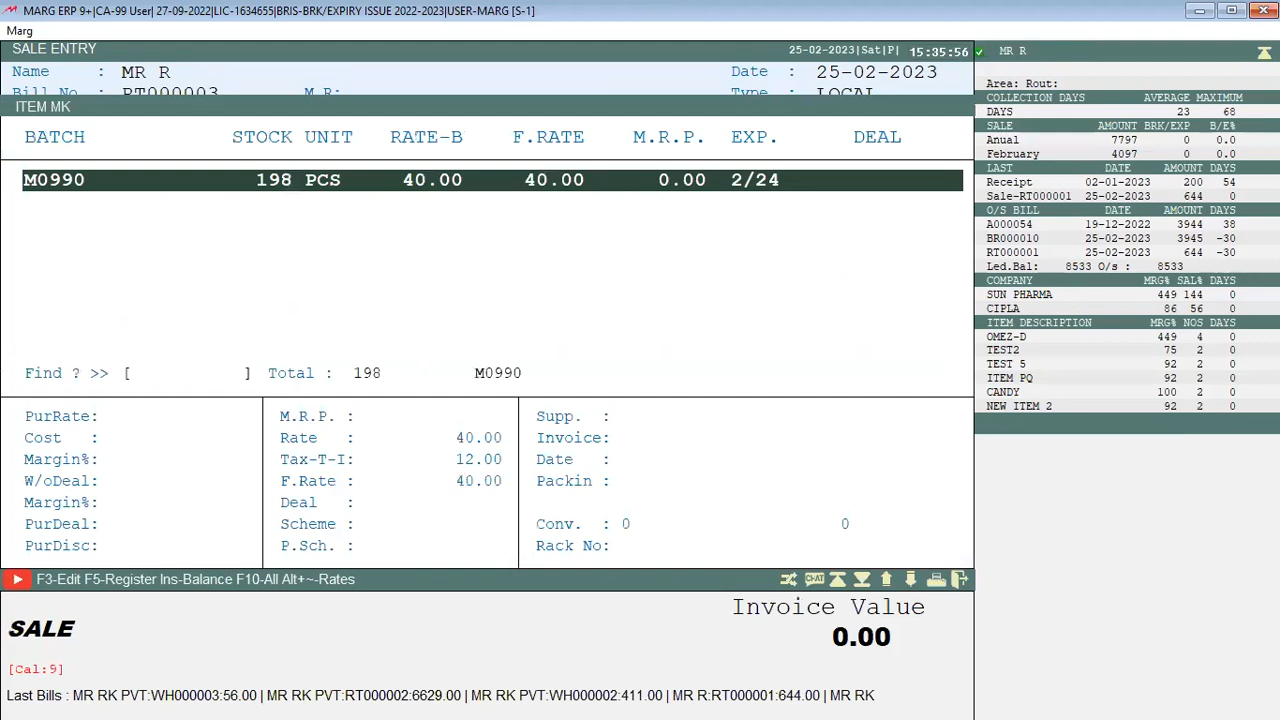 MARG ERP 9+|CA-99 User| 27-09-2022|LIC-1634655|BRIS-BRK/EXPIRY ISSUE 2022-2023|USER-MARG [S-1]
Marg
SALE ENTRY 25-02-2023|Sat|P| 15:35:56
Name : MR R Date : 25-02-2023
Bill No. : RT000003 M.R: Type : LOCAL
ITEM MK
BATCH STOCK UNIT RATE-B F.RATE M.R.P. EXP. DEAL
M0990 198 PCS 40.00 40.00 0.00 2/24
Find ? >> [ ] Total : 198 M0990
PurRate: M.R.P. : Supp. :
Cost : Rate : 40.00 Invoice:
Margin%: Tax-T-I: 12.00 Date :
W/oDeal: F.Rate : 40.00 Packin :
Margin%: Deal :
PurDeal: Scheme : Conv. : 0 0
PurDisc: P.Sch. : Rack No:
F3-Edit F5-Register Ins-Balance F10-All Alt+~-Rates
CHAT
Invoice Value
SALE 0.00
[Cal:9]
Last Bills : MR RK PVT:WH000003:56.00 | MR RK PVT:RT000002:6629.00 | MR RK PVT:WH000002:411.00 | MR R:RT000001:644.00 | MR RK
MR R
Area: Rout:
COLLECTION DAYS AVERAGE MAXIMUM
DAYS 23 68
SALE AMOUNT BRK/EXP B/E%
Anual 7797 0 0.0
February 4097 0 0.0
LAST DATE AMOUNT DAYS
Receipt 02-01-2023 200 54
Sale-RT000001 25-02-2023 644 0
O/S BILL DATE AMOUNT DAYS
A000054 19-12-2022 3944 38
BR000010 25-02-2023 3945 -30
RT000001 25-02-2023 644 -30
Led.Bal: 8533 O/s : 8533
COMPANY MRG% SAL% DAYS
SUN PHARMA 449 144 0
CIPLA 86 56 0
ITEM DESCRIPTION MRG% NOS DAYS
OMEZ-D 449 4 0
TEST2 75 2 0
TEST 5 92 2 0
ITEM PQ 92 2 0
CANDY 100 2 0
NEW ITEM 2 92 2 0